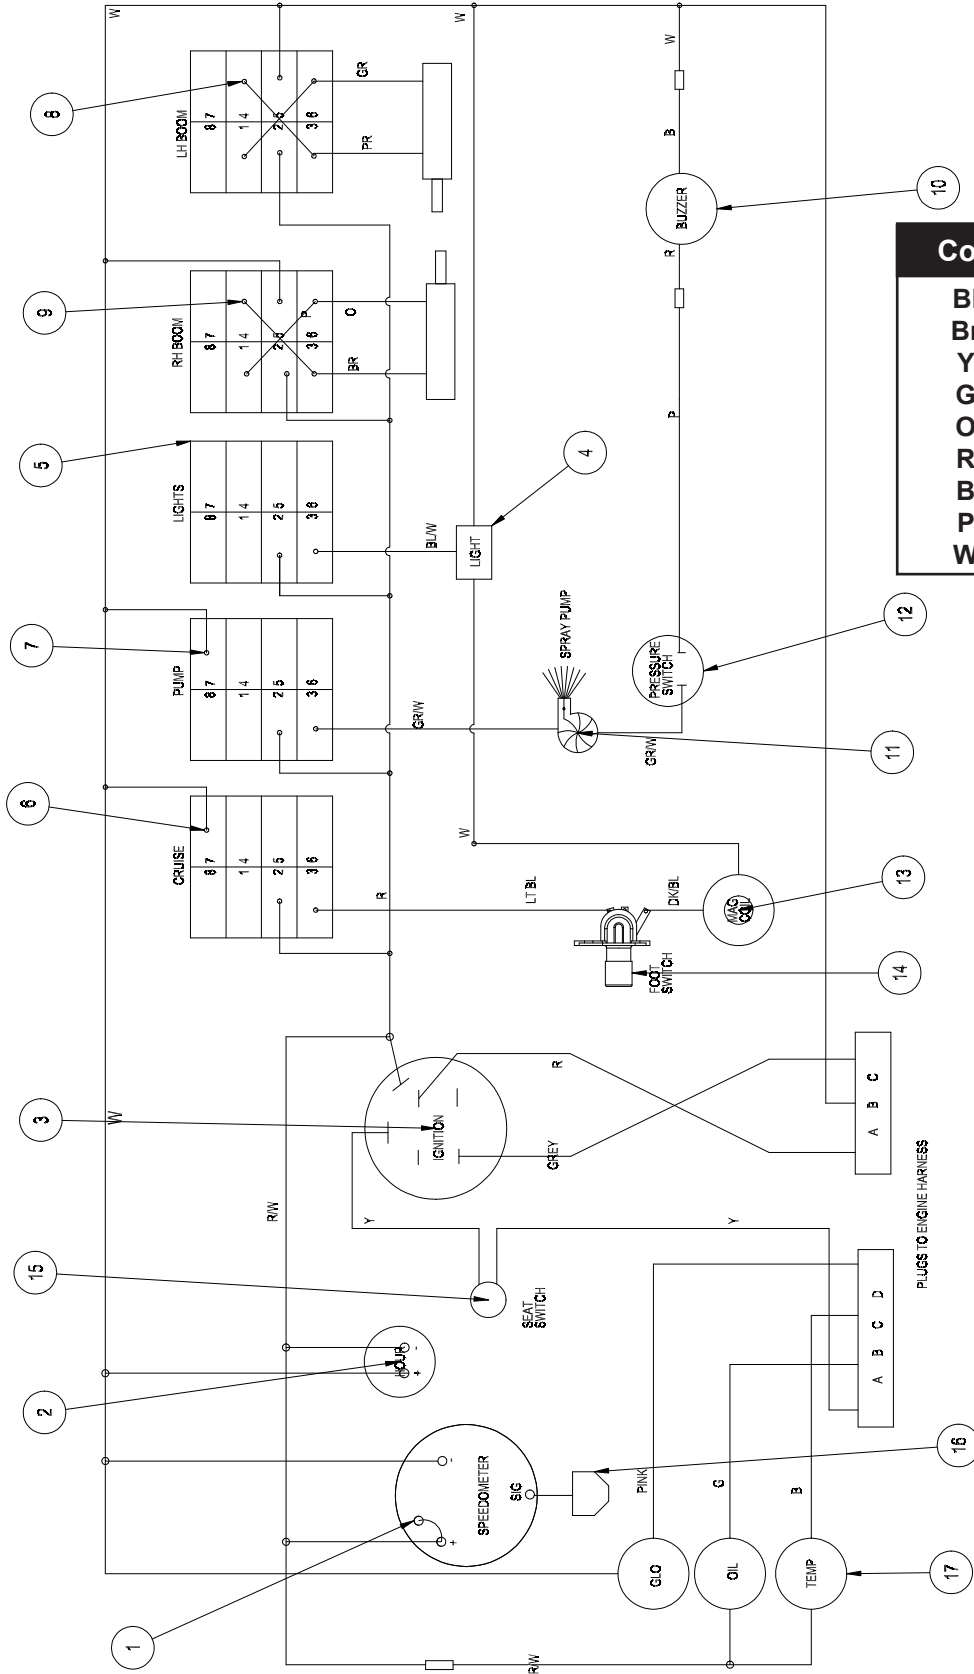 W
LH BOOM
8 7
1 4
2 5
3 6
PR
GR
8
RH BOOM
8 7
1 4
2 5
3 6
P
BR
O
9
LIGHTS
8 7
1 4
2 5
3 6
5
PUMP
8 7
1 4
2 5
3 6
7
CRUISE
8 7
1 4
2 5
3 6
6
W
W
B
BUZZER
R
10
P
BL/W
LIGHT
4
GR/W
SPRAY PUMP
GR/W
PRESSURE
SWITCH
12
11
W
LT BL
DK/BL
MAG
COIL
13
FOOT
SWITCH
14
R
W
3
IGNITION
R
GREY
A B C
PLUGS TO ENGINE HARNESS
R/W
Y
Y
15
SEAT
SWITCH
A B C D
2
HOUR
+ -
SPEEDOMETER
+
-
SIG
1
16
PINK
G
B
GLO
OIL
TEMP
17
R/W
Co
Bl
Br
Y
G
O
R
B
P
W